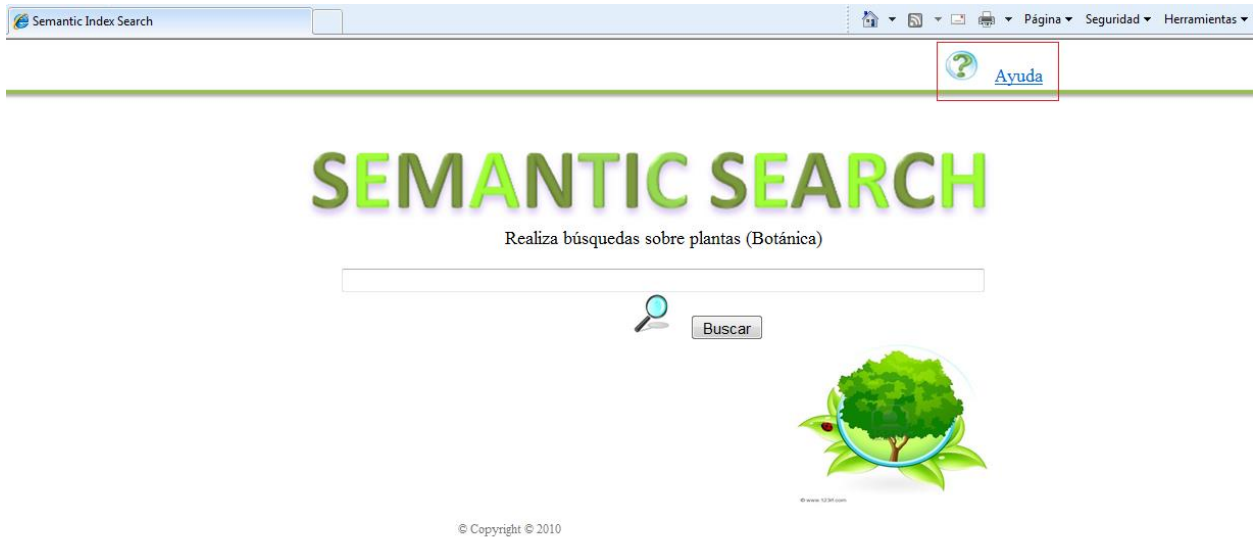 Semantic Index Search
Página Seguridad Herramientas
Ayuda
SEMANTIC SEARCH
Realiza búsquedas sobre plantas (Botánica)
Buscar
© Copyright © 2010